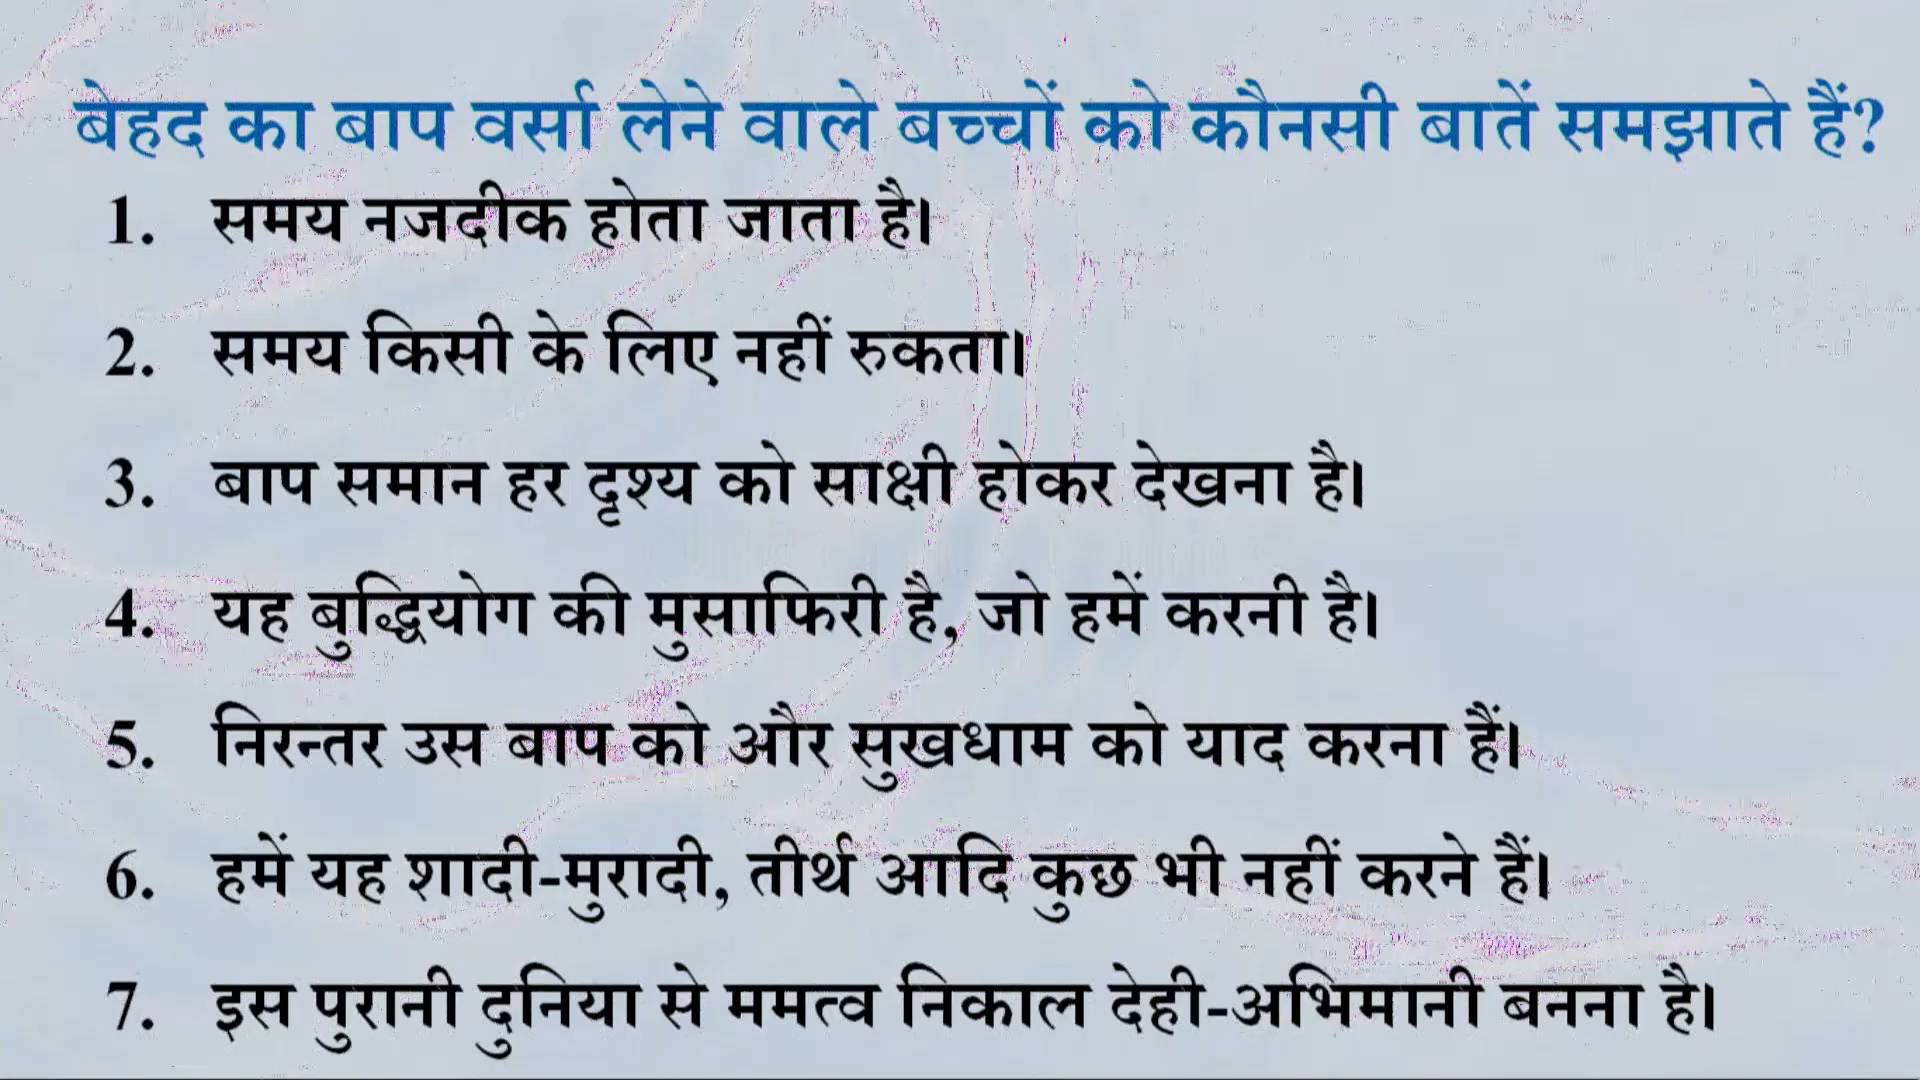 बेहद का बाप वर्सा लेने वाले बच्चों को कौनसी बातें समझाते हैं?
1. समय नजदीक होता जाता है।
2. समय किसी के लिए नहीं रुकता।
3. बाप समान हर दृश्य को साक्षी होकर देखना है।
4. यह बुद्धियोग की मुसाफिरी है, जो हमें करनी है।
5. निरन्तर उस बाप को और सुखधाम को याद करना हैं।
6. हमें यह शादी-मुरादी, तीर्थ आदि कुछ भी नहीं करने हैं।
7. इस पुरानी दुनिया से ममत्व निकाल देही-अभिमानी बनना है।